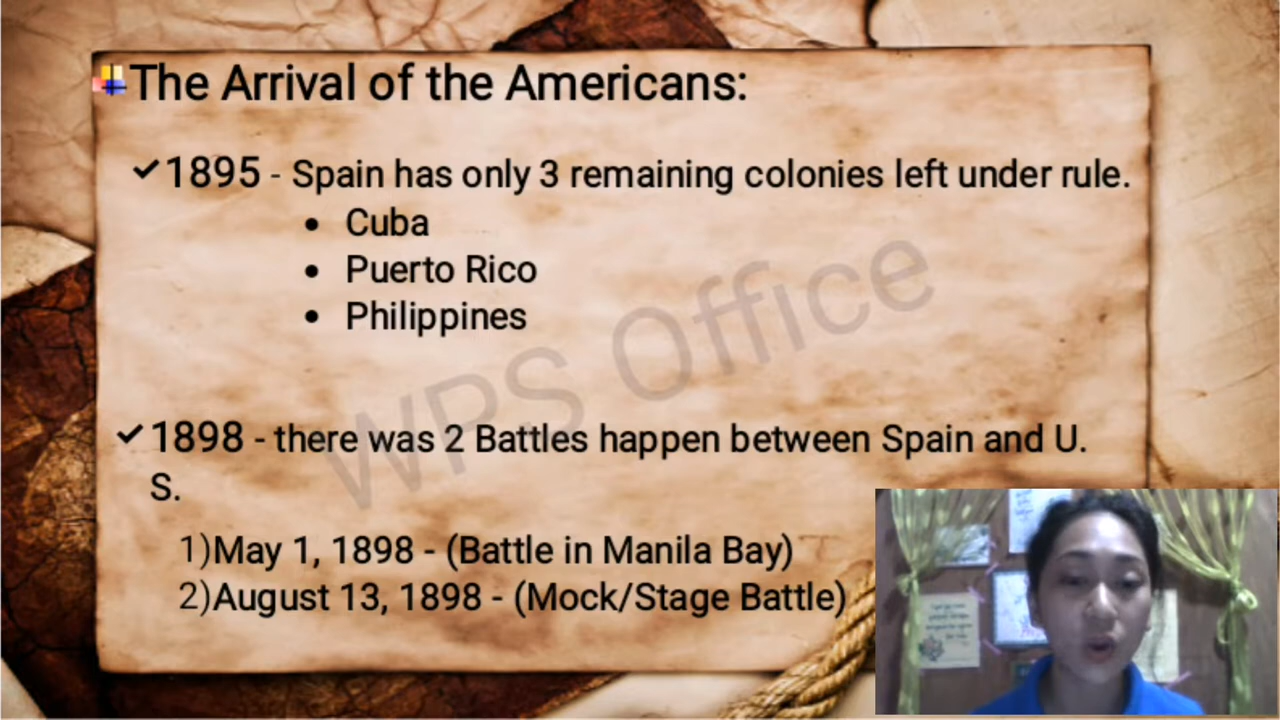 The Arrival of the Americans:
✔1895 - Spain has only 3 remaining colonies left under rule.
• Cuba
• Puerto Rico
• Philippines
✔1898 - there was 2 Battles happen between Spain and U.
S.
1)May 1, 1898 - (Battle in Manila Bay)
2)August 13, 1898 - (Mock/Stage Battle)
WPS Office